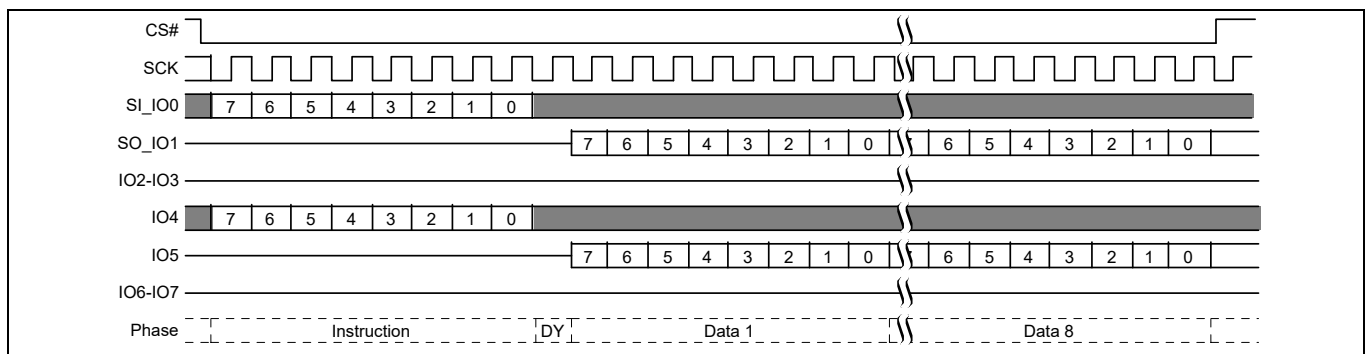 CS#
SCK
SI_IO0 7 6 5 4 3 2 1 0
SO_IO1 7 6 5 4 3 2 1 0 6 5 4 3 2 1 0
IO2-IO3
IO4 7 6 5 4 3 2 1 0
IO5 7 6 5 4 3 2 1 0 6 5 4 3 2 1 0
IO6-IO7
Phase Instruction DY Data 1 Data 8